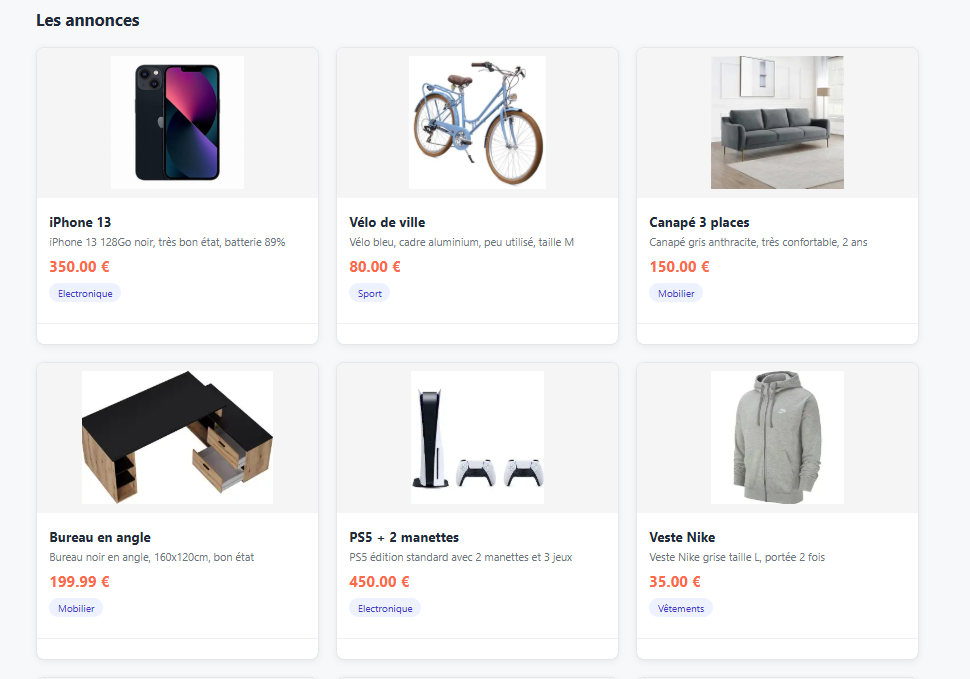 Les annonces
iPhone 13
iPhone 13 128Go noir, très bon état, batterie 89%
350.00 €
Electronique
Vélo de ville
Vélo bleu, cadre aluminium, peu utilisé, taille M
80.00 €
Sport
Canapé 3 places
Canapé gris anthracite, très confortable, 2 ans
150.00 €
Mobilier
Bureau en angle
Bureau noir en angle, 160x120cm, bon état
199.99 €
Mobilier
PS5 + 2 manettes
PS5 édition standard avec 2 manettes et 3 jeux
450.00 €
Electronique
Veste Nike
Veste Nike grise taille L, portée 2 fois
35.00 €
Vêtements